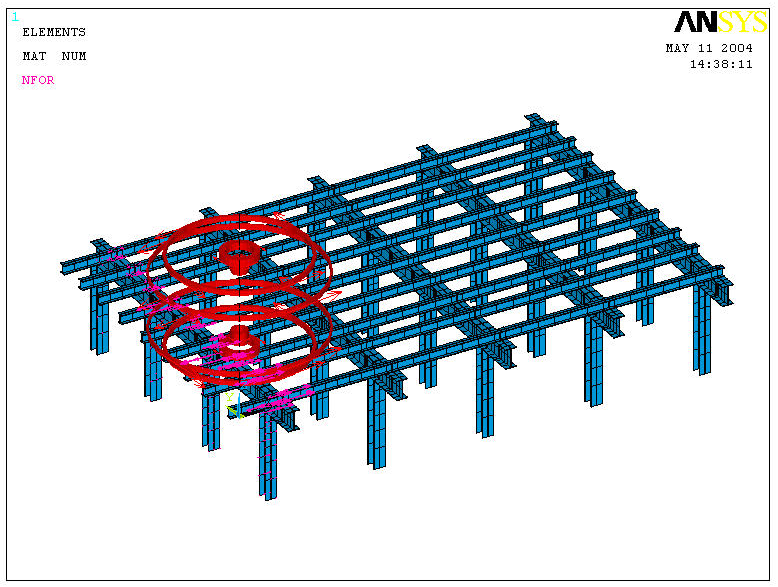 1
ELEMENTS
MAT NUM
NFOR
ANSYS
MAY 11 2004
14:38:11
Y